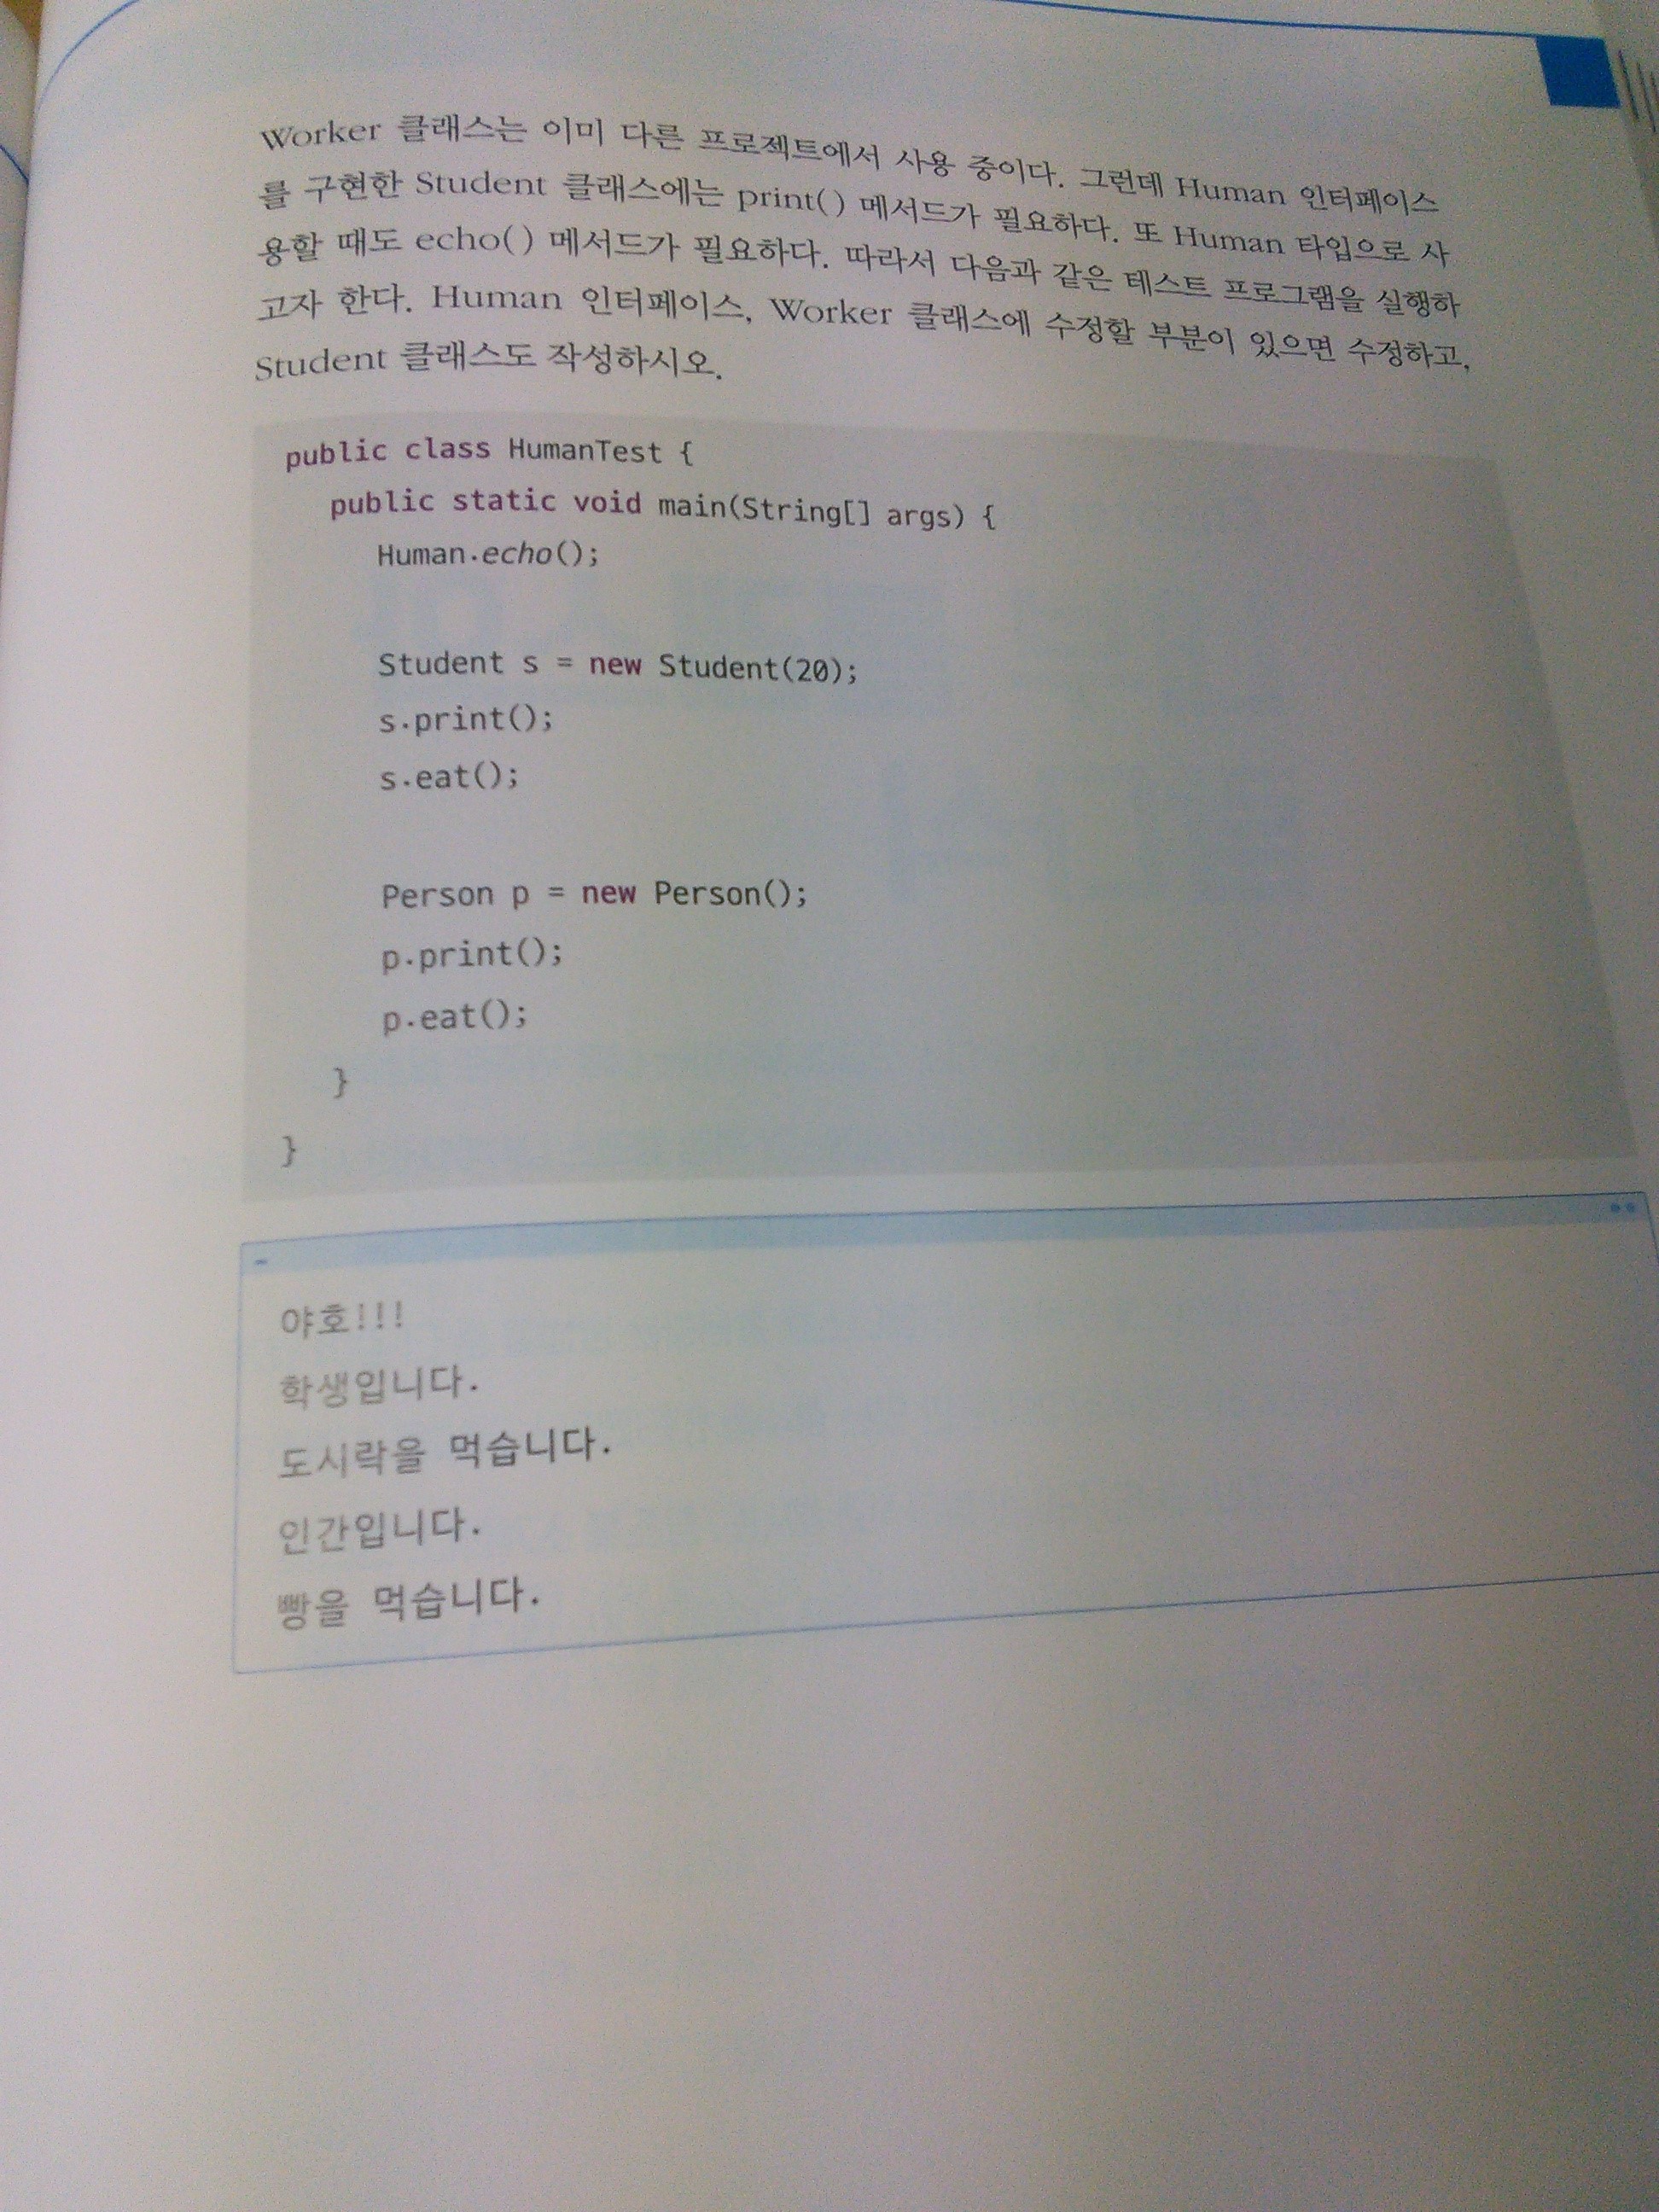 Worker 클래스는 이미 다른 프로젝트에서 사용 중이다. 그런데 Human 인터페이스
를 구현한 Student 클래스에는 print() 메서드가 필요하다. 또 Human 타입으로 사
용할 때도 echo() 메서드가 필요하다. 따라서 다음과 같은 테스트 프로그램을 실행하
고자 한다. Human 인터페이스, Worker 클래스에 수정할 부분이 있으면 수정하고,
Student 클래스도 작성하시오.
public class HumanTest {
public static void main(String[] args) {
Human.echo();
Student s = new Student(20);
s.print();
s.eat();
Person p = new Person();
p.print();
p.eat();
}
}
야호!!!
학생입니다.
도시락을 먹습니다.
인간입니다.
빵을 먹습니다.